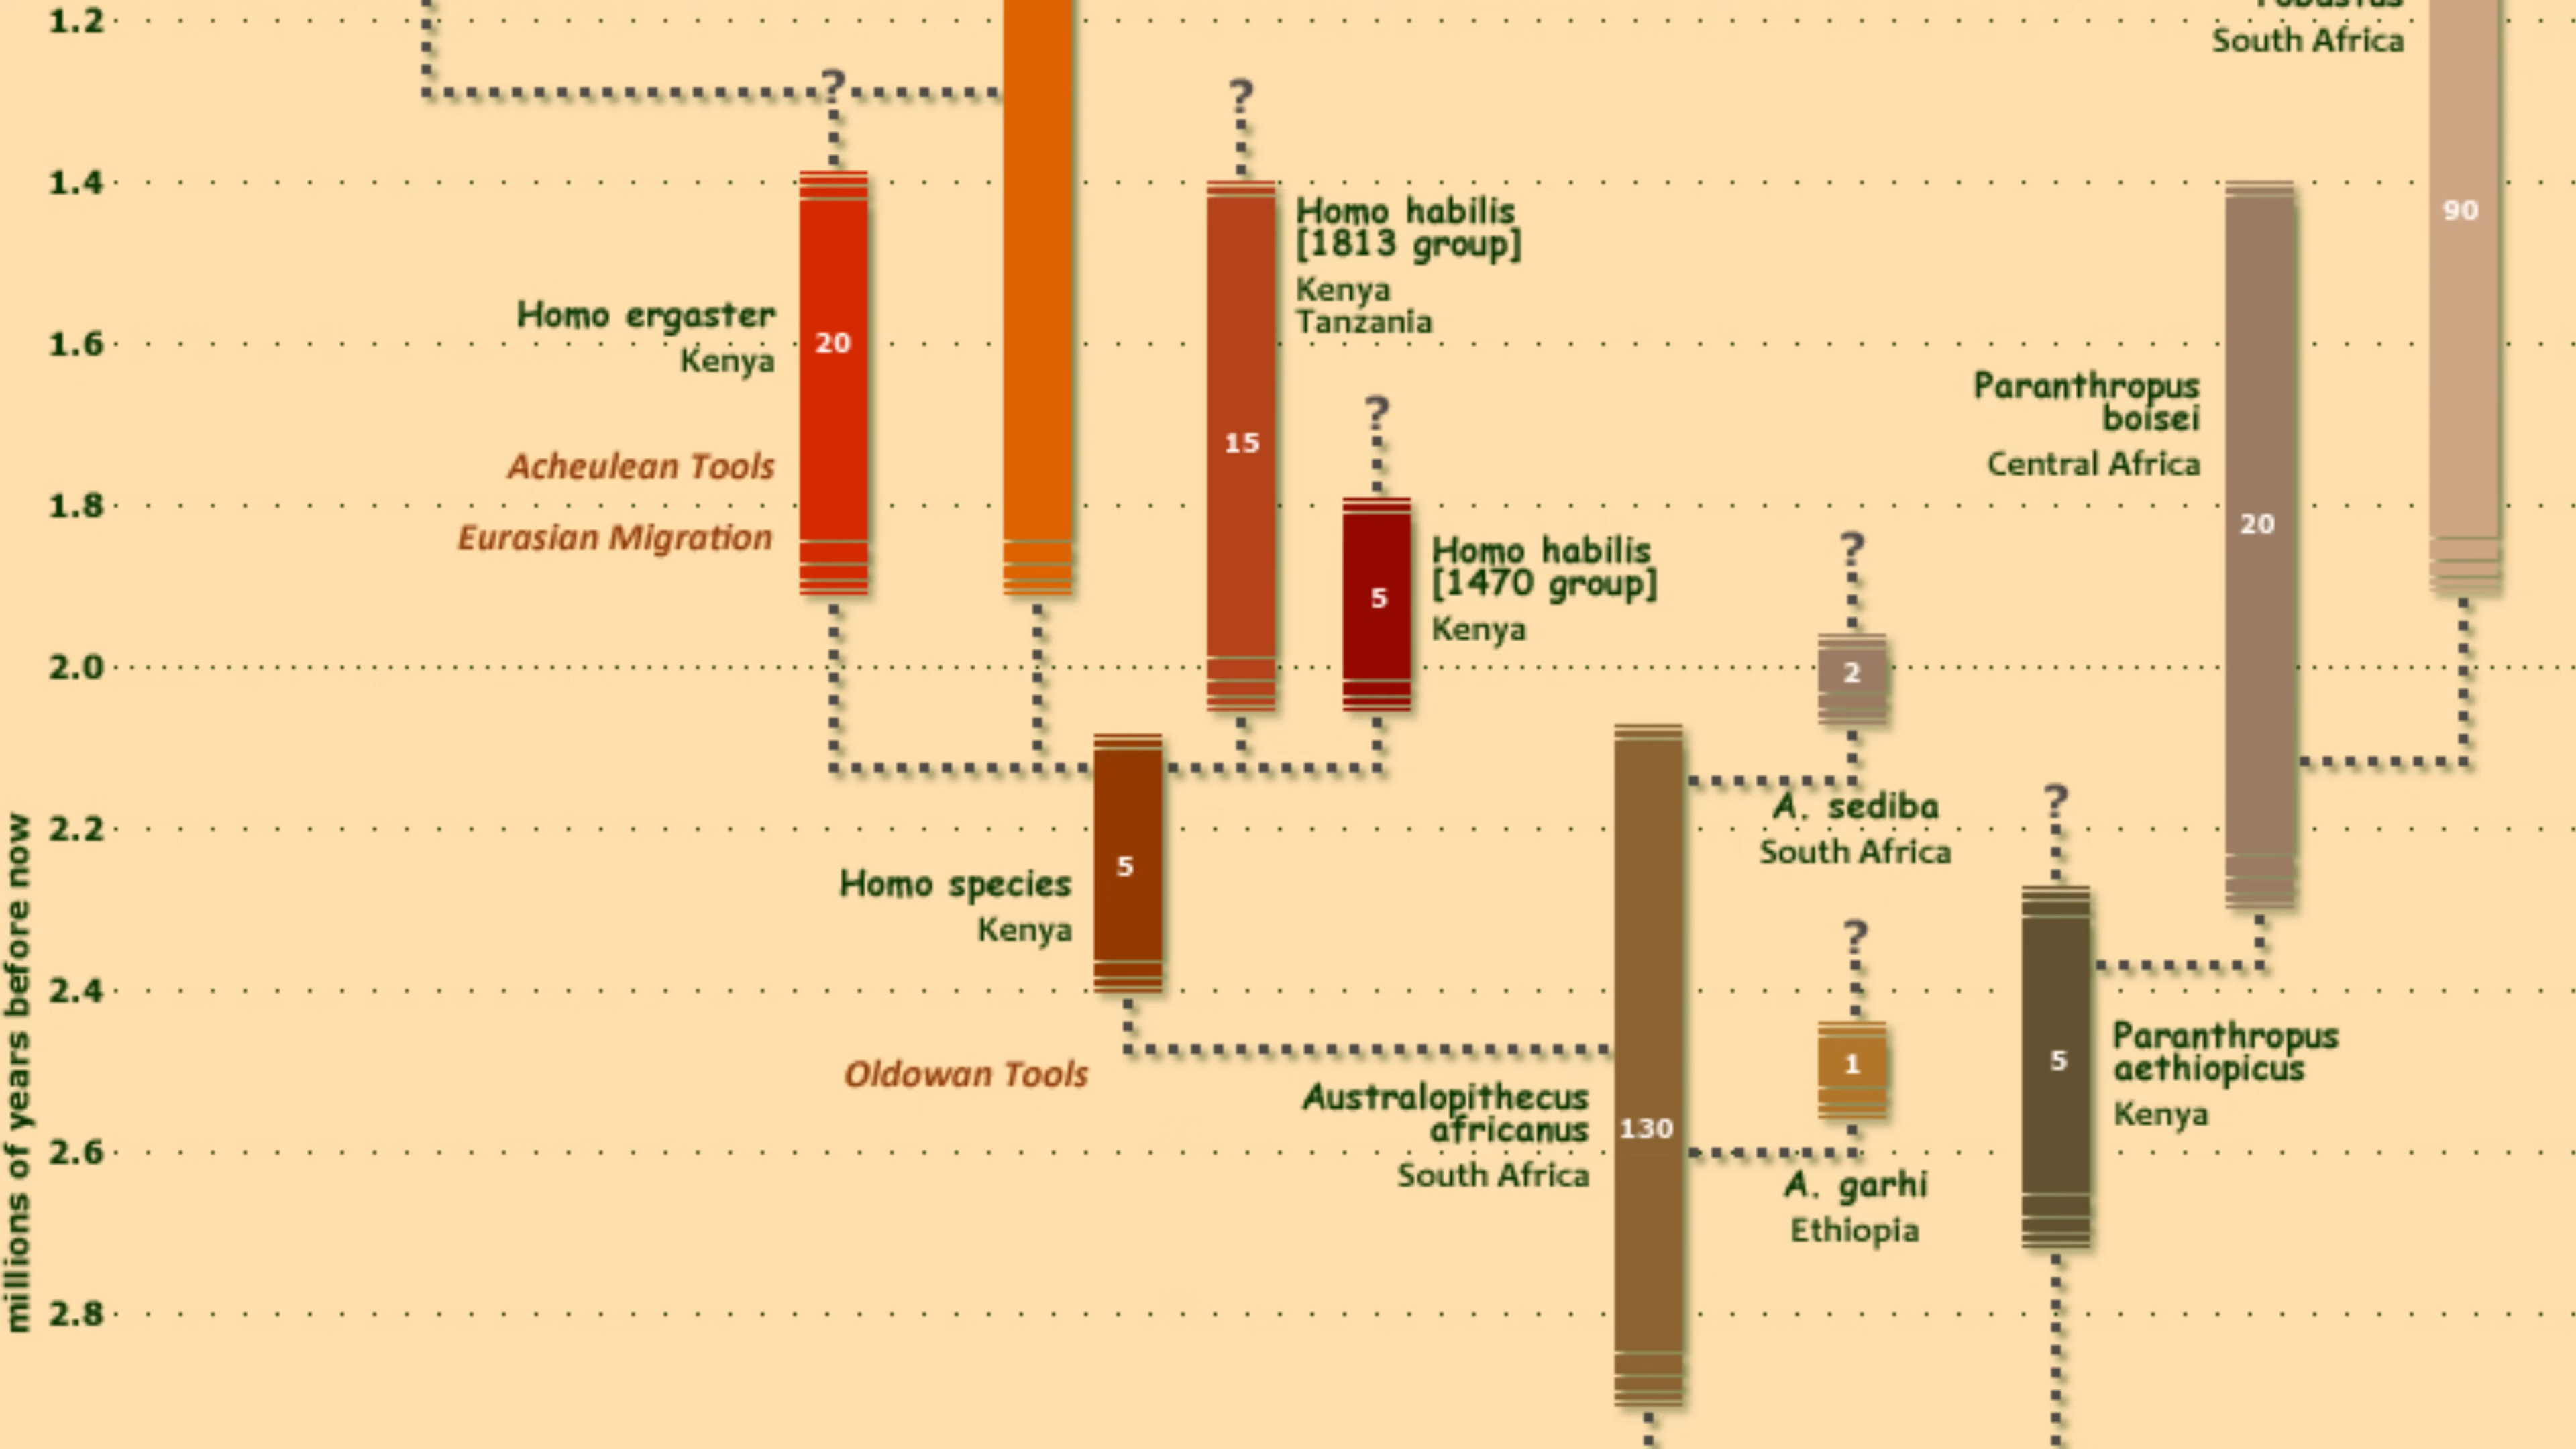 robustus
South Africa
1.2
?
?
1.4
Homo habilis
[1813 group]
Kenya
Tanzania
90
Homo ergaster
Kenya
20
1.6
15
?
Paranthropus
boisei
Central Africa
Acheulean Tools
1.8
Eurasian Migration
20
Homo habilis
[1470 group]
Kenya
5
?
2.0
2
A. sediba
South Africa
?
2.2
5
Homo species
Kenya
?
2.4
Oldowan Tools
1
5
Paranthropus
aethiopicus
Kenya
Australopithecus
africanus
South Africa
130
2.6
A. garhi
Ethiopia
2.8
millions of years before now